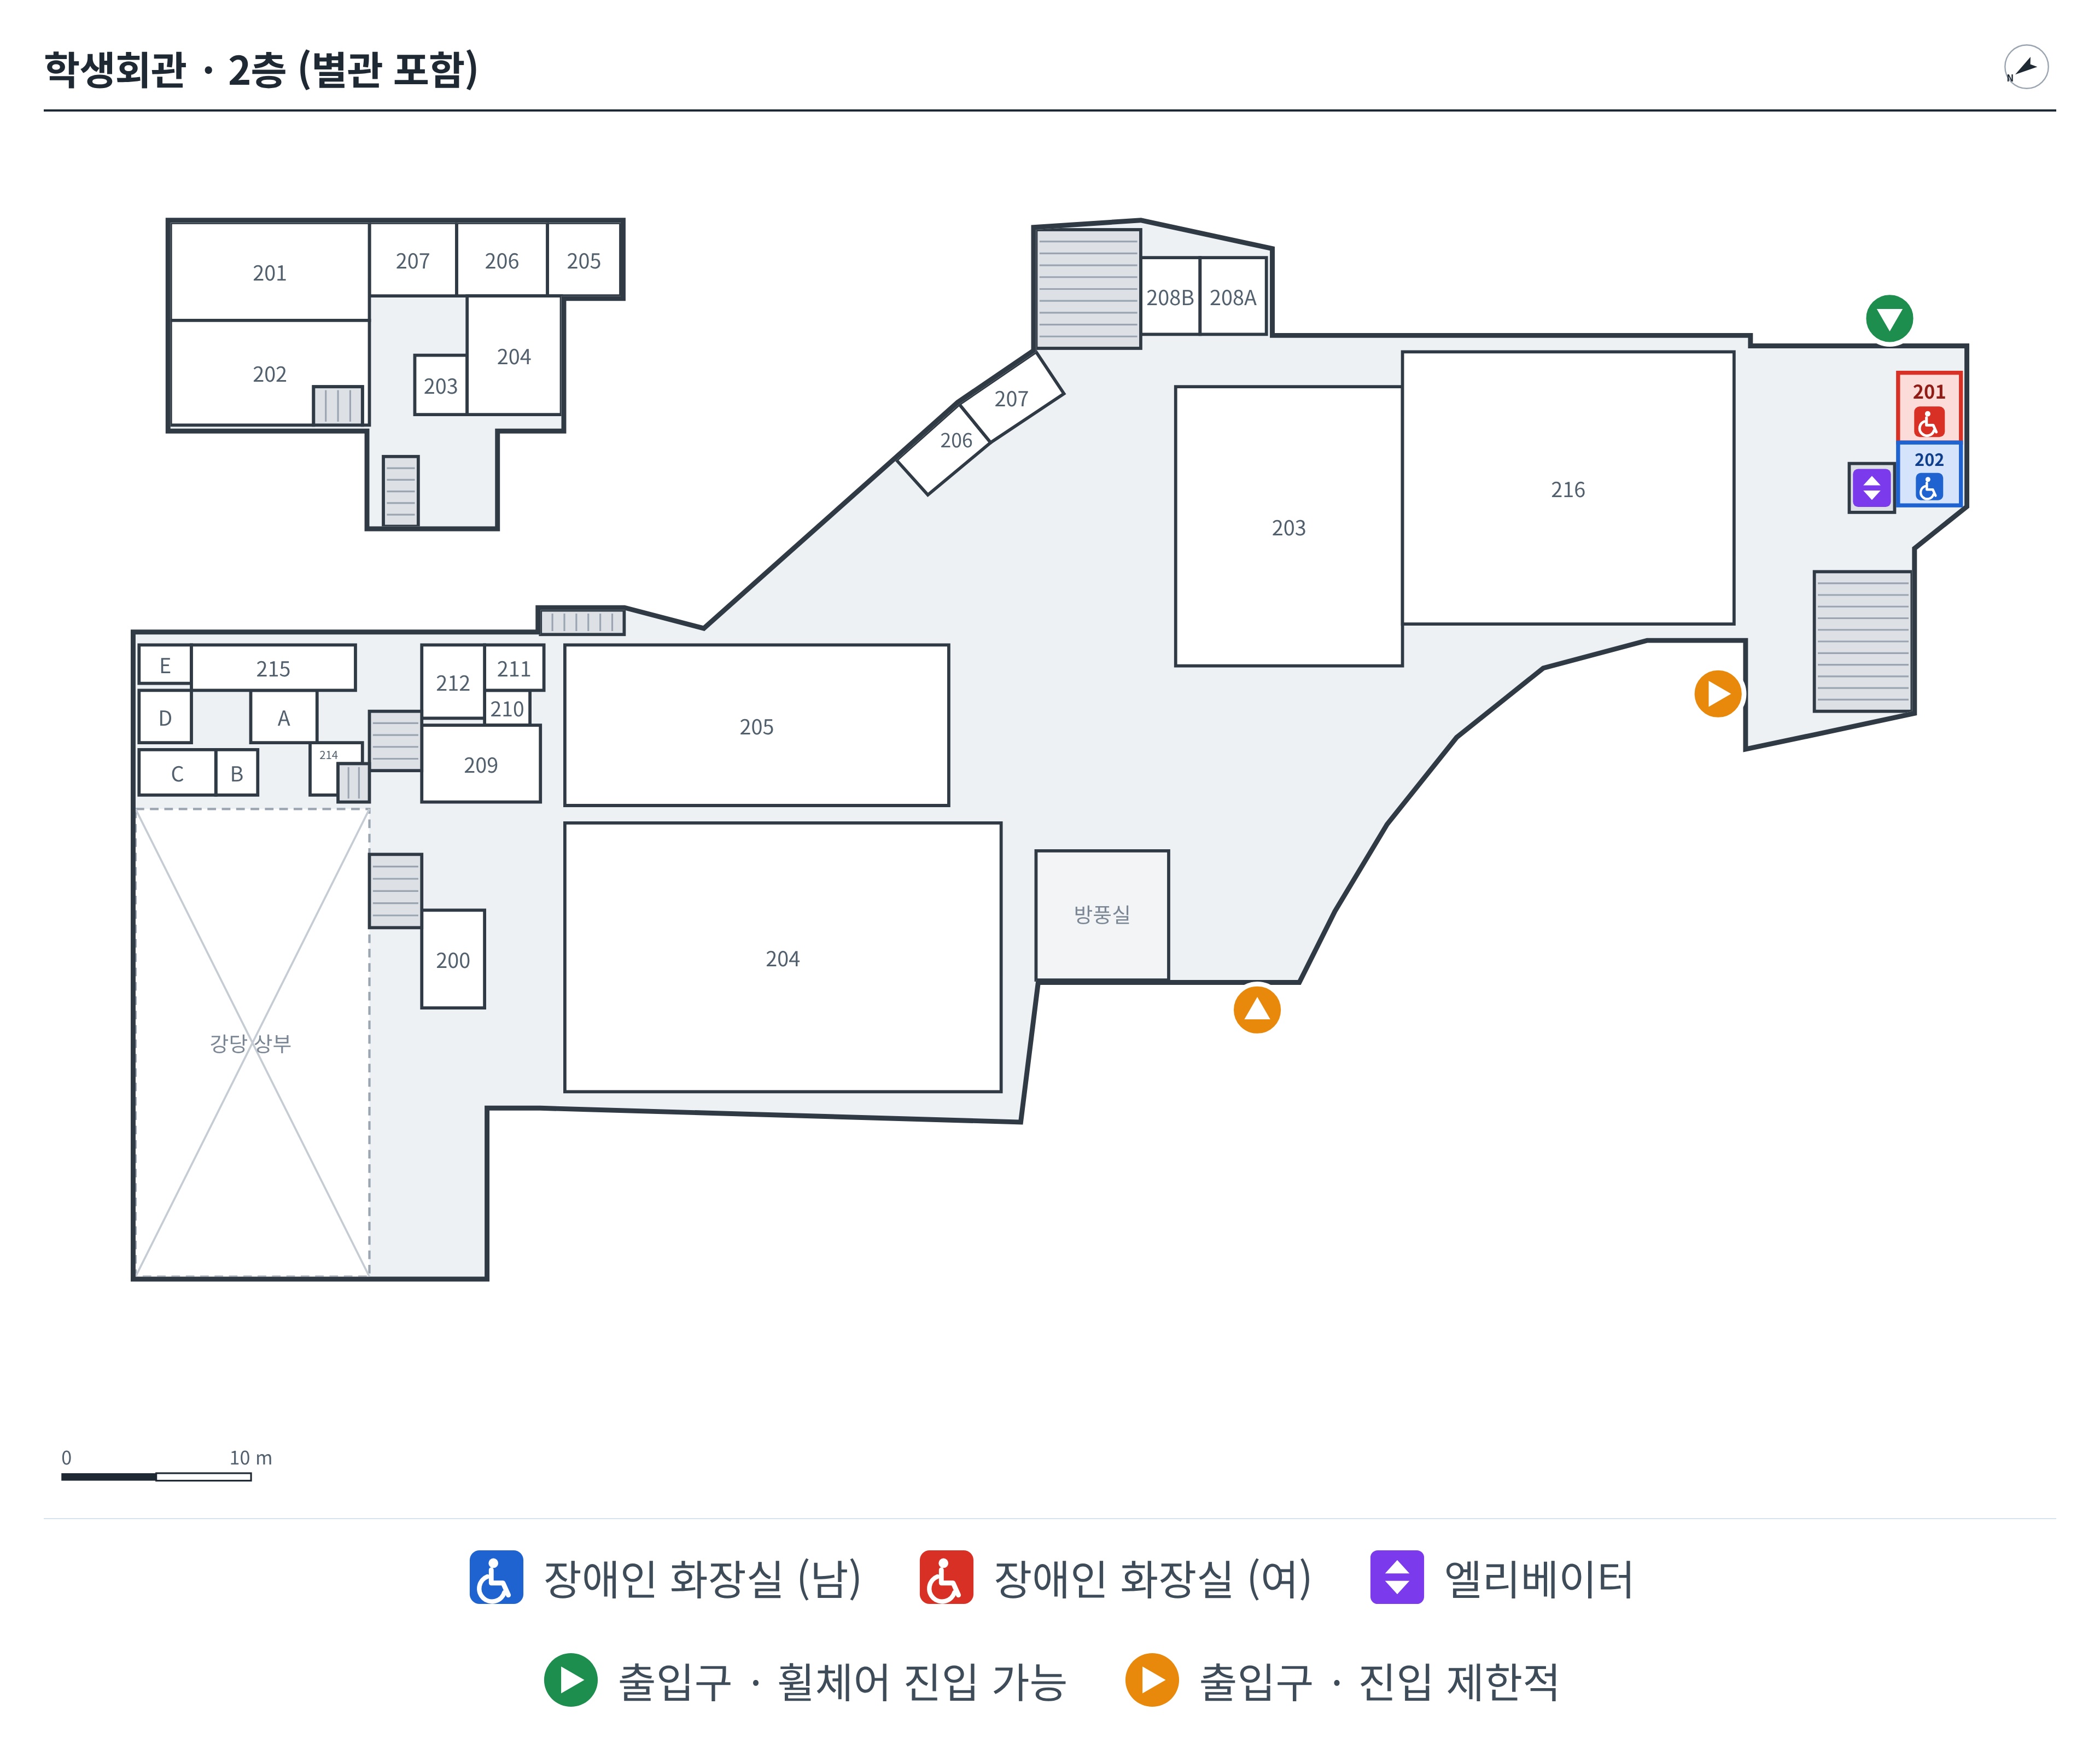 학생회관 · 2층 (별관 포함)
N
201
207
206
205
202
203
204
208B
208A
207
206
203
216
201
202
E
215
212
211
D
A
210
205
C
B
214
209
방풍실
200
204
강당 상부
0
10 m
장애인 화장실 (남)
장애인 화장실 (여)
엘리베이터
출입구 · 휠체어 진입 가능
출입구 · 진입 제한적